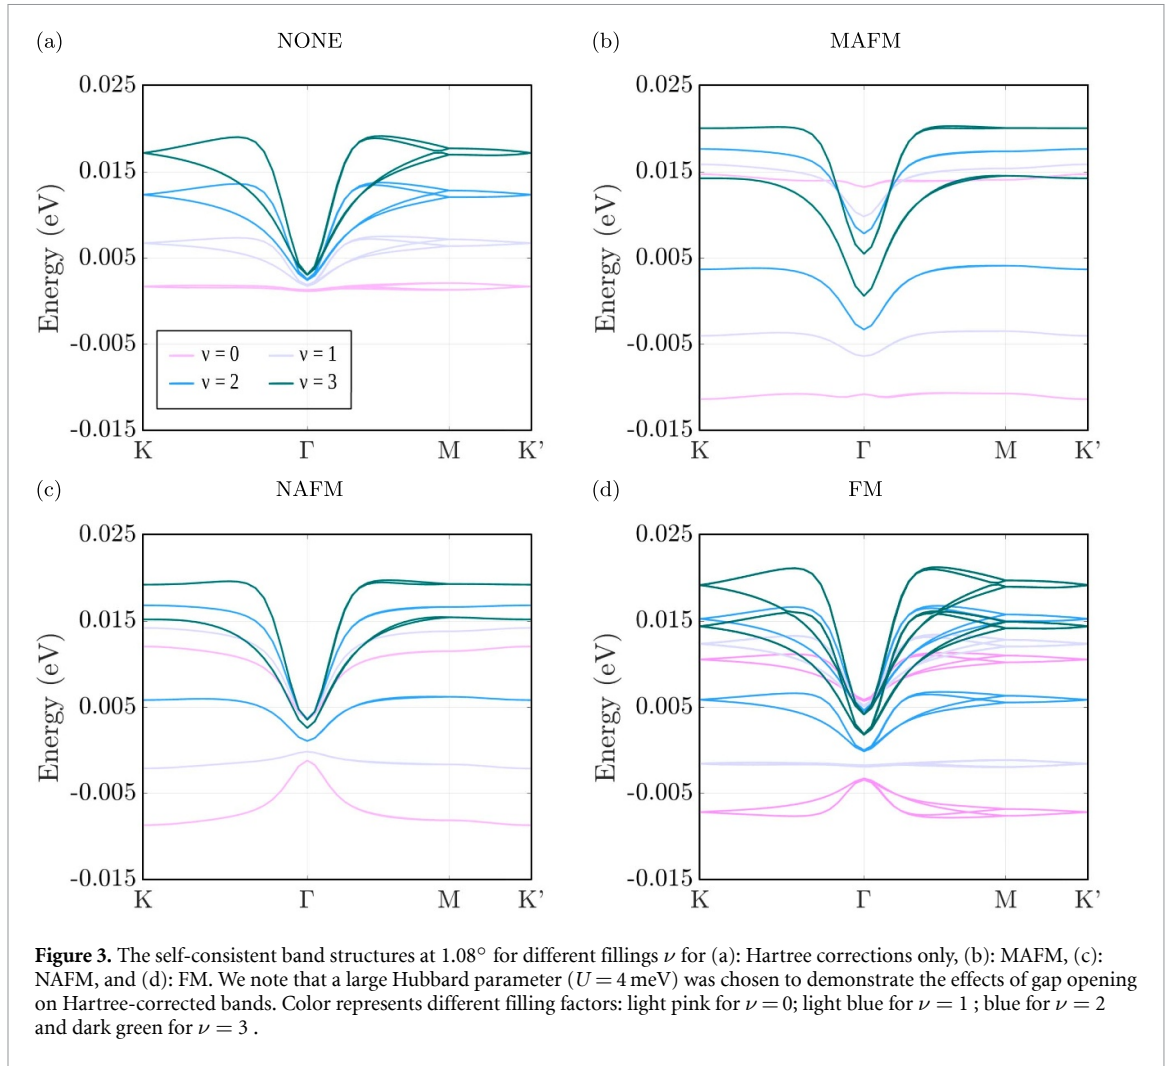 (a) NONE
0.025
0.015
0.005
-0.005
-0.015
Energy (eV)
ν = 0 ν = 1
ν = 2 ν = 3
K Γ M K'
(b) MAFM
0.025
0.015
0.005
-0.005
-0.015
Energy (eV)
K Γ M K'
(c) NAFM
0.025
0.015
0.005
-0.005
-0.015
Energy (eV)
K Γ M K'
(d) FM
0.025
0.015
0.005
-0.005
-0.015
Energy (eV)
K Γ M K'
Figure 3. The self-consistent band structures at 1.08° for different fillings ν for (a): Hartree corrections only, (b): MAFM, (c):
NAFM, and (d): FM. We note that a large Hubbard parameter (U = 4 meV) was chosen to demonstrate the effects of gap opening
on Hartree-corrected bands. Color represents different filling factors: light pink for ν = 0; light blue for ν = 1 ; blue for ν = 2
and dark green for ν = 3 .